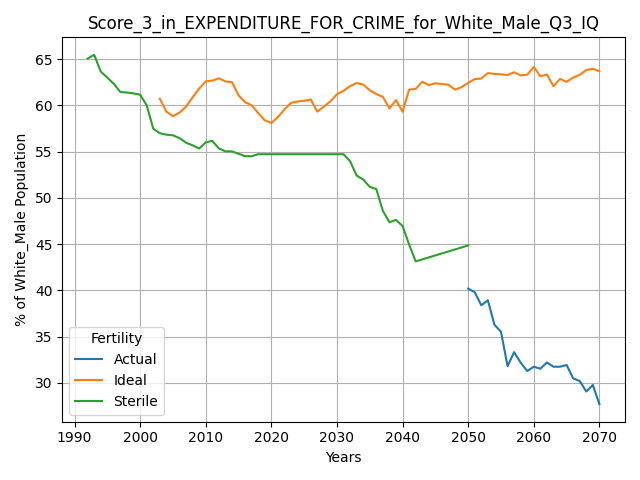 Score_3_in_EXPENDITURE_FOR_CRIME_for_White_Male_Q3_IQ
% of White_Male Population
65
60
55
50
45
40
35
30
Fertility
Actual
Ideal
Sterile
1990 2000 2010 2020 2030 2040 2050 2060 2070
Years